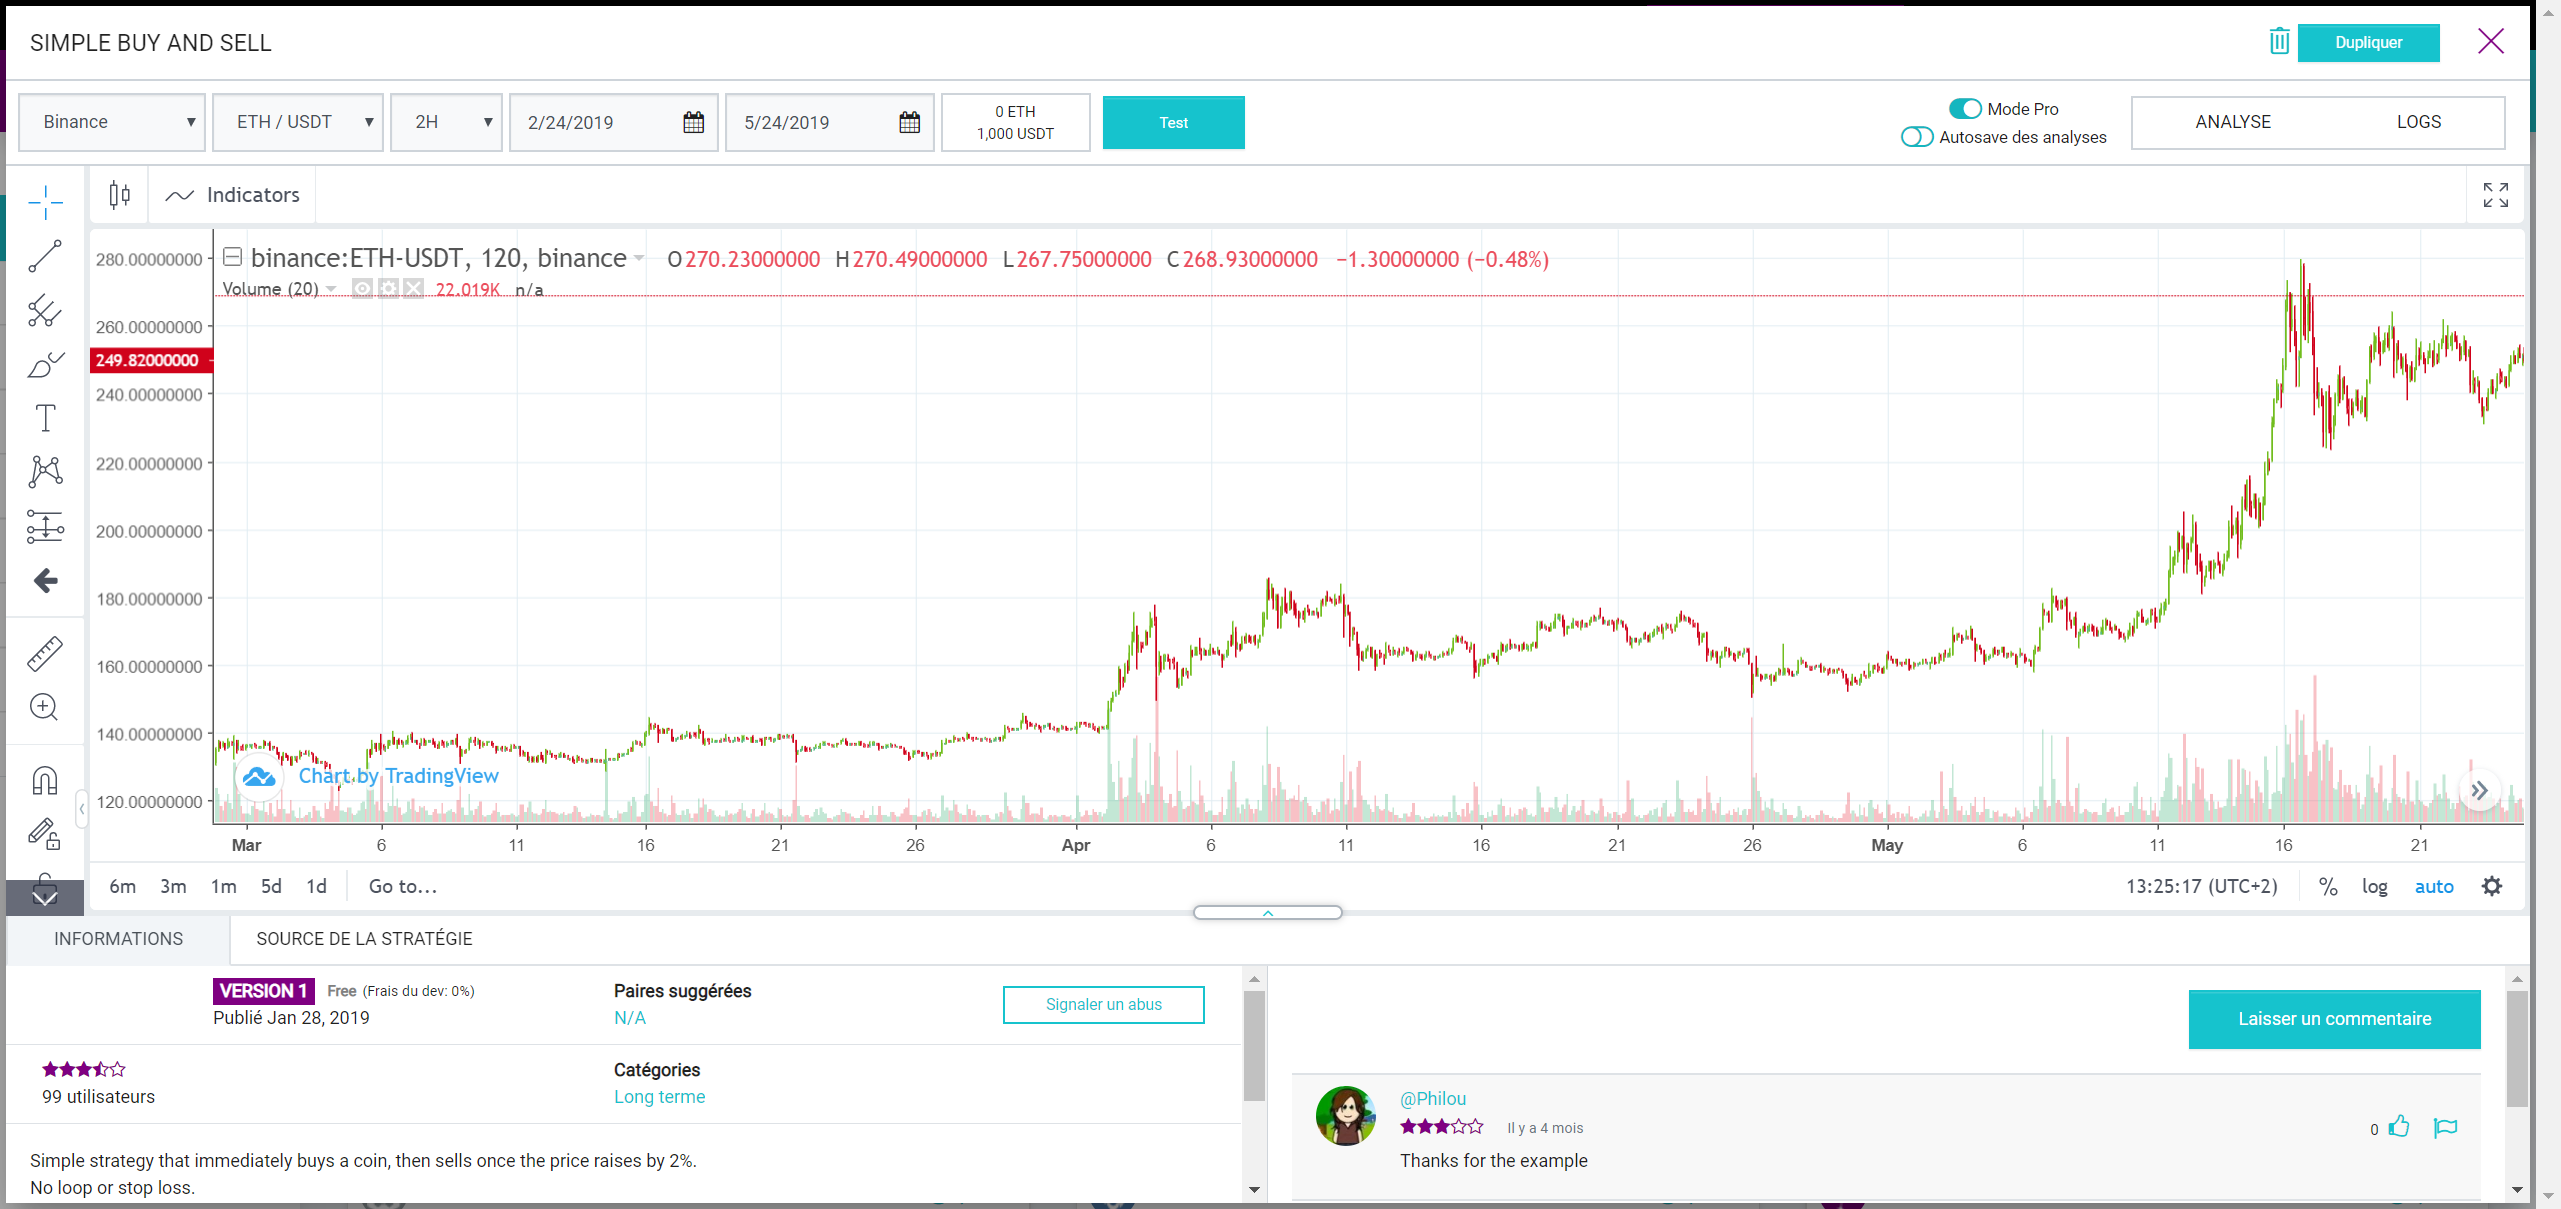 SIMPLE BUY AND SELL
Dupliquer
Binance
ETH / USDT
2H
2/24/2019
5/24/2019
0 ETH
1,000 USDT
Test
Mode Pro
Autosave des analyses
ANALYSE
LOGS
Indicators
binance:ETH-USDT, 120, binance
O270.23000000 H270.49000000 L267.75000000 C268.93000000 −1.30000000 (−0.48%)
Volume (20)
22.019K n/a
280.00000000
260.00000000
249.82000000
240.00000000
220.00000000
200.00000000
180.00000000
160.00000000
140.00000000
120.00000000
Chart by TradingView
Mar 6 11 16 21 26 Apr 6 11 16 21 26 May 6 11 16 21
6m 3m 1m 5d 1d Go to...
13:25:17 (UTC+2) % log auto
INFORMATIONS
SOURCE DE LA STRATÉGIE
VERSION 1 Free (Frais du dev: 0%)
Publié Jan 28, 2019
Paires suggérées
N/A
Signaler un abus
99 utilisateurs
Catégories
Long terme
Simple strategy that immediately buys a coin, then sells once the price raises by 2%.
No loop or stop loss.
Laisser un commentaire
@Philou
Il y a 4 mois
0
Thanks for the example